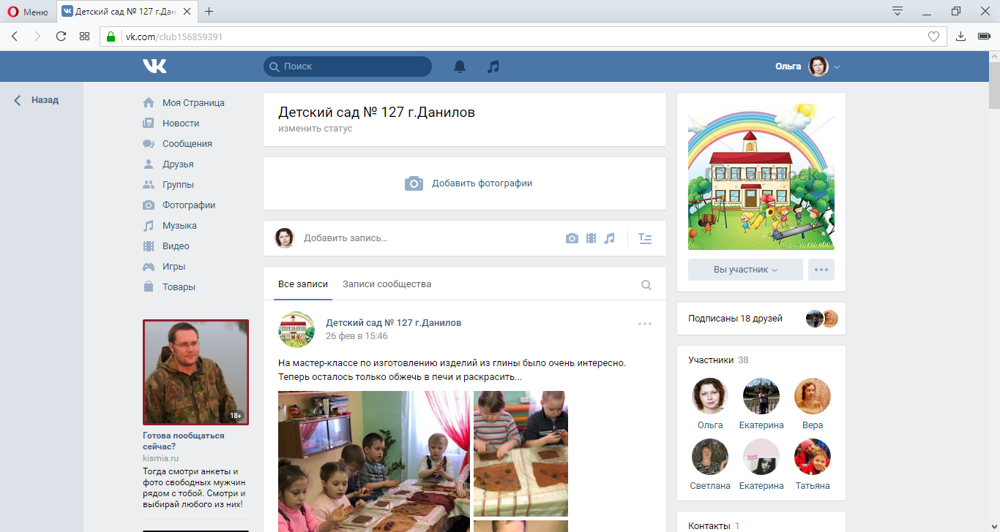 Меню
Детский сад № 127 г.Дан
vk.com/club156859391
Поиск
Ольга
Назад
Моя Страница
Новости
Сообщения
Друзья
Группы
Фотографии
Музыка
Видео
Игры
Товары
18+
Готова пообщаться
сейчас?
kismia.ru
Тогда смотри анкеты и
фото свободных мужчин
рядом с тобой. Смотри и
выбирай любого из них!
Детский сад № 127 г.Данилов
изменить статус
Добавить фотографии
Добавить запись...
Все записи
Записи сообщества
Детский сад № 127 г.Данилов
26 фев в 15:46
На мастер-классе по изготовлению изделий из глины было очень интересно.
Теперь осталось только обжечь в печи и раскрасить...
Вы участник
Подписаны 18 друзей
Участники 38
Ольга
Екатерина
Вера
Светлана
Екатерина
Татьяна
Контакты 1